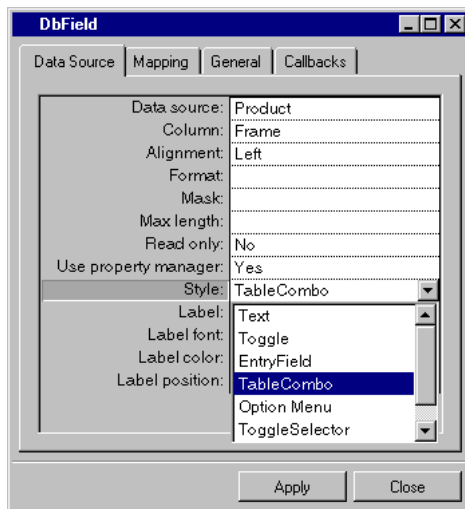 DbField
Data Source Mapping General Callbacks
Data source: Product
Column: Frame
Alignment: Left
Format:
Mask:
Max length:
Read only: No
Use property manager: Yes
Style: TableCombo
Label: Text
Label font: Toggle
Label color: EntryField
Label position: TableCombo
Option Menu
ToggleSelector
Apply Close